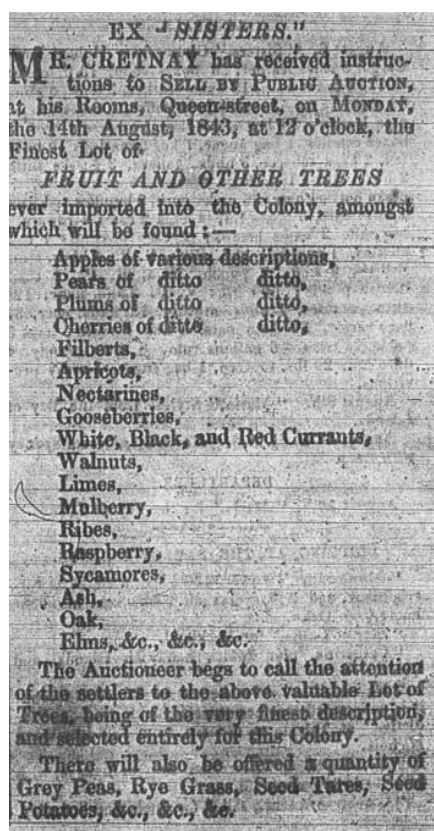 EX "SISTERS."
MR. CRETNAY has received instruc-
tions to SELL BY PUBLIC AUCTION,
at his Rooms, Queen-street, on MONDAY,
the 14th August, 1843, at 12 o'clock, the
Finest Lot of
FRUIT AND OTHER TREES
ever imported into the Colony, amongst
which will be found :—
Apples of various descriptions,
Pears of ditto ditto,
Plums of ditto ditto,
Cherries of ditto ditto,
Filberts,
Apricots,
Nectarines,
Gooseberries,
White, Black, and Red Currants,
Walnuts,
Limes,
Mulberry,
Ribes,
Raspberry,
Sycamores,
Ash,
Oak,
Elms, &c., &c., &c.
The Auctioneer begs to call the attention
of the settlers to the above valuable Lot of
Trees, being of the very finest description,
and selected entirely for this Colony.
There will also be offered a quantity of
Grey Peas, Rye Grass, Seed Tares, Seed
Potatoes, &c., &c., &c.